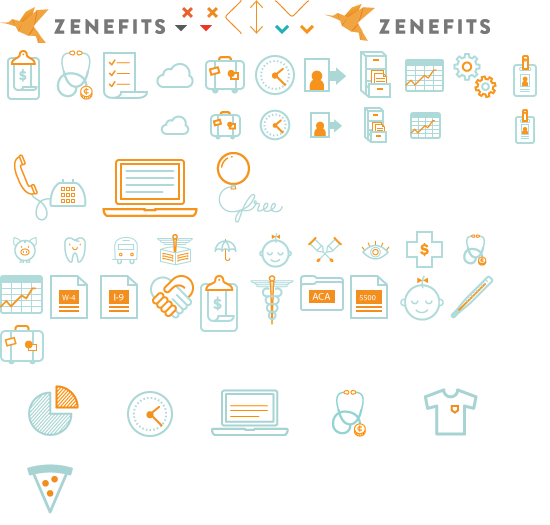 ZENEFITS
ZENEFITS
$
free
$
W-4
I-9
$
ACA
5500